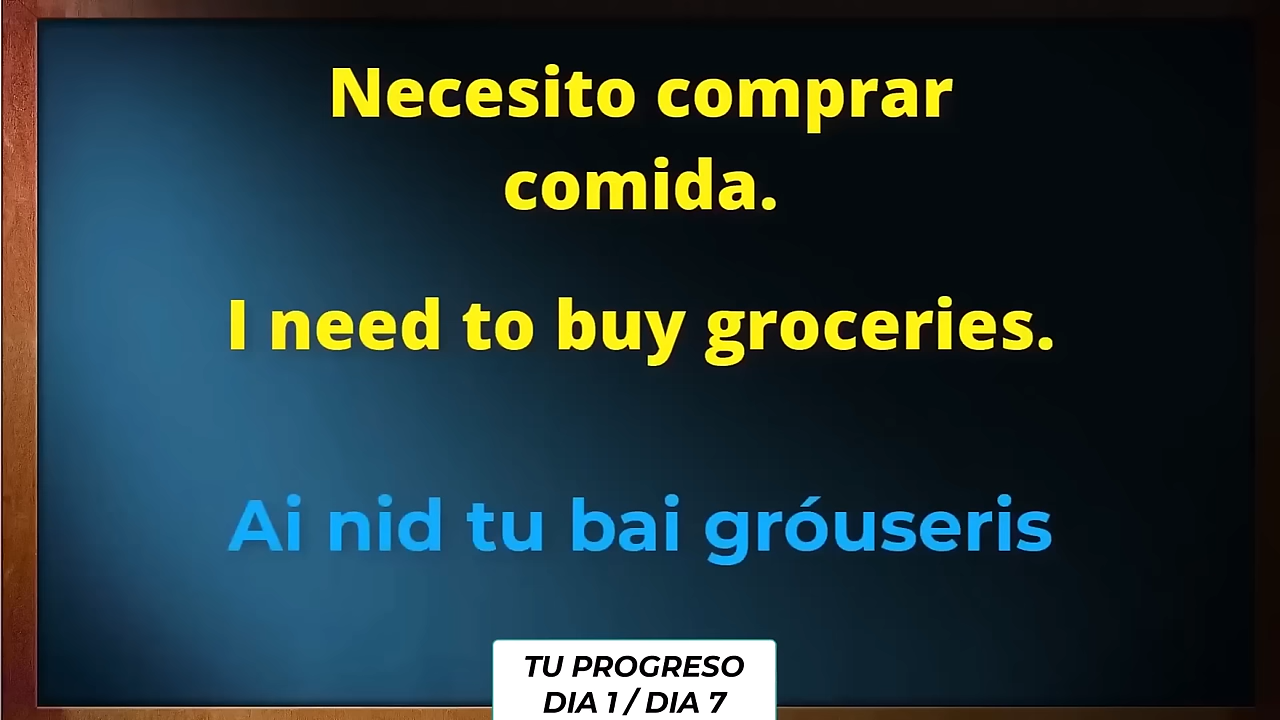 Necesito comprar
comida.
I need to buy groceries.
Ai nid tu bai gróuseris
TU PROGRESO
DIA 1 / DIA 7